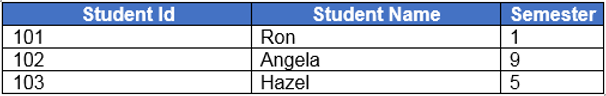 Student Id Student Name Semester
101 Ron 1
102 Angela 9
103 Hazel 5